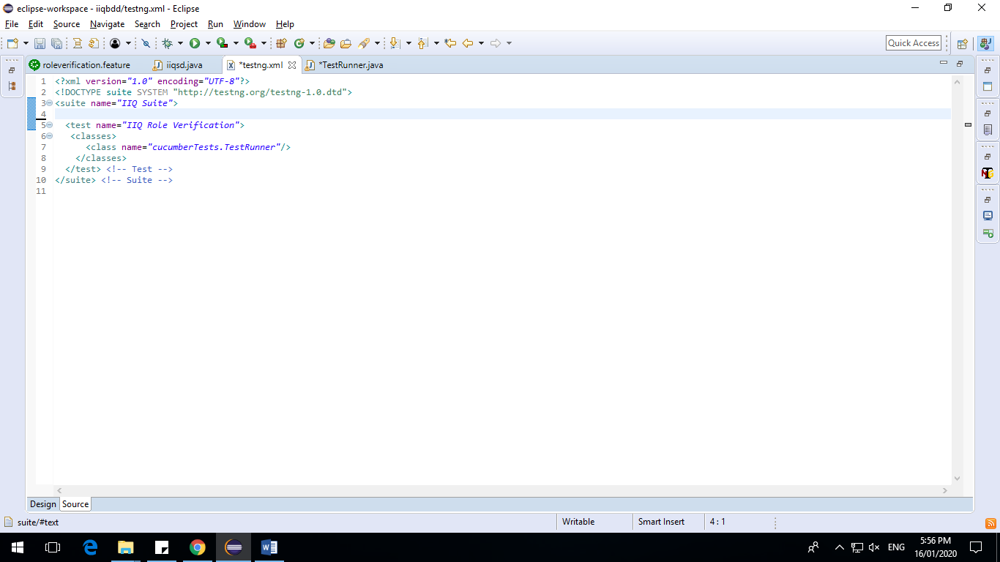 eclipse-workspace - iiqbdd/testng.xml - Eclipse
File Edit Source Navigate Search Project Run Window Help
Quick Access
roleverification.feature iiqsd.java *testng.xml *TestRunner.java
1 <?xml version="1.0" encoding="UTF-8"?>
2 <!DOCTYPE suite SYSTEM "http://testng.org/testng-1.0.dtd">
3 <suite name="IIQ Suite">
4
5 <test name="IIQ Role Verification">
6 <classes>
7 <class name="cucumberTests.TestRunner"/>
8 </classes>
9 </test> <!-- Test -->
10 </suite> <!-- Suite -->
11
Design Source
suite/#text Writable Smart Insert 4 : 1
ENG 5:56 PM
16/01/2020